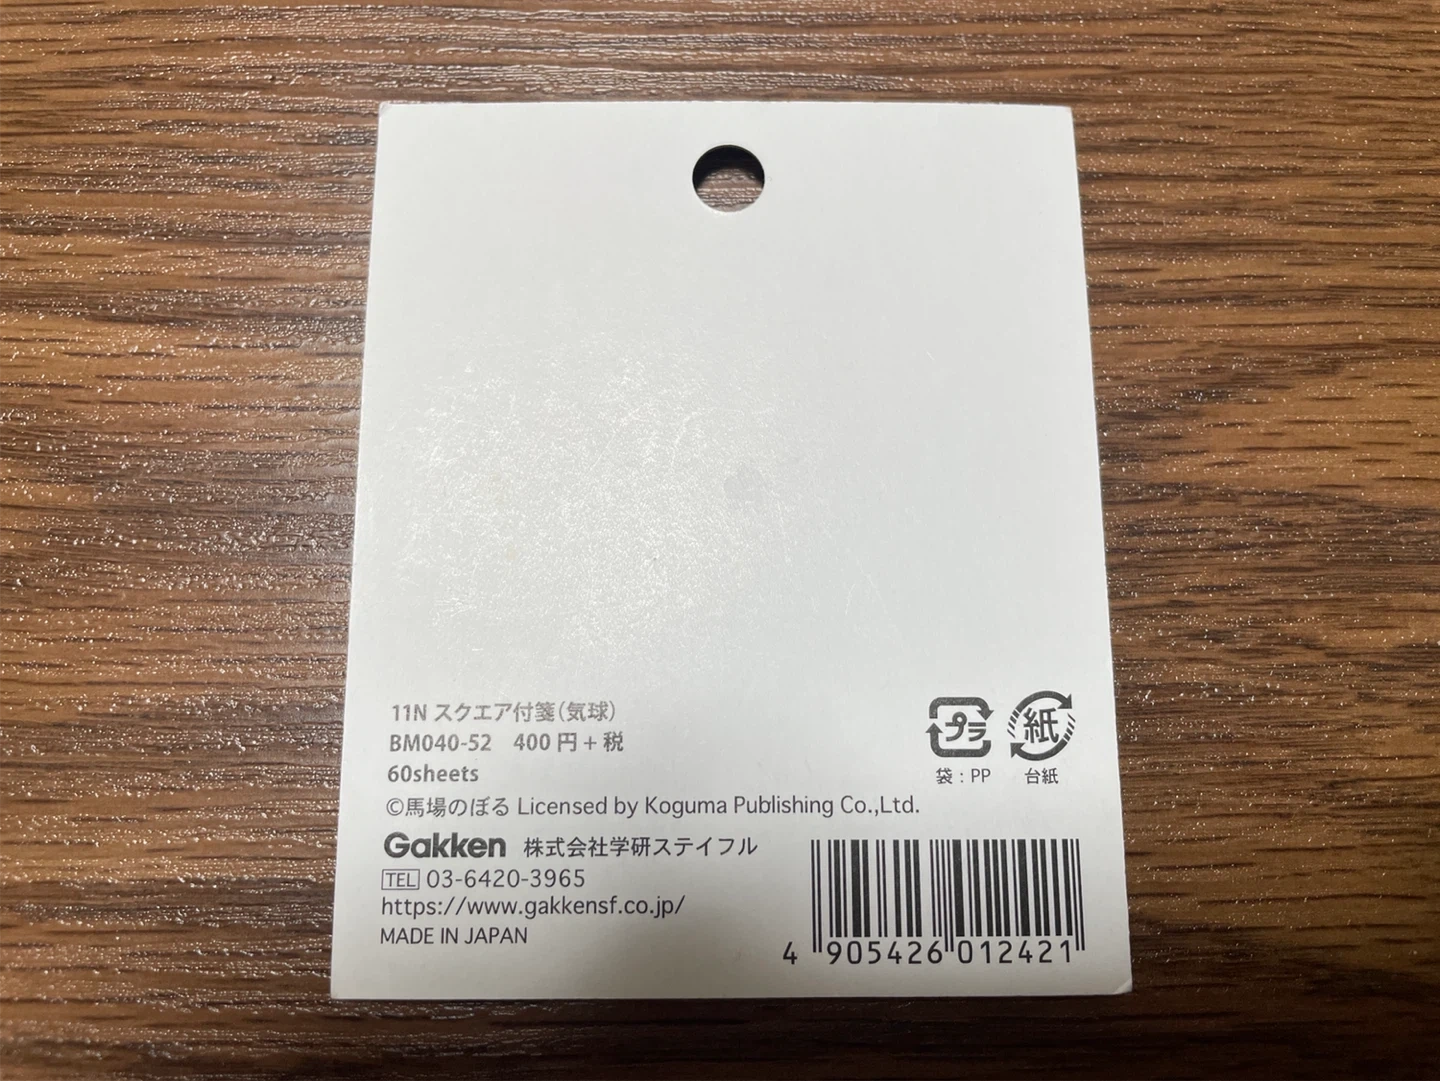 11N スクエア付箋(気球)
BM040-52 400円+税
60sheets
©馬場のぼる Licensed by Koguma Publishing Co.,Ltd.
Gakken 株式会社学研ステイフル
TEL 03-6420-3965
https://www.gakkensf.co.jp/
MADE IN JAPAN
プラ 紙
袋:PP 台紙
4 905426 012421